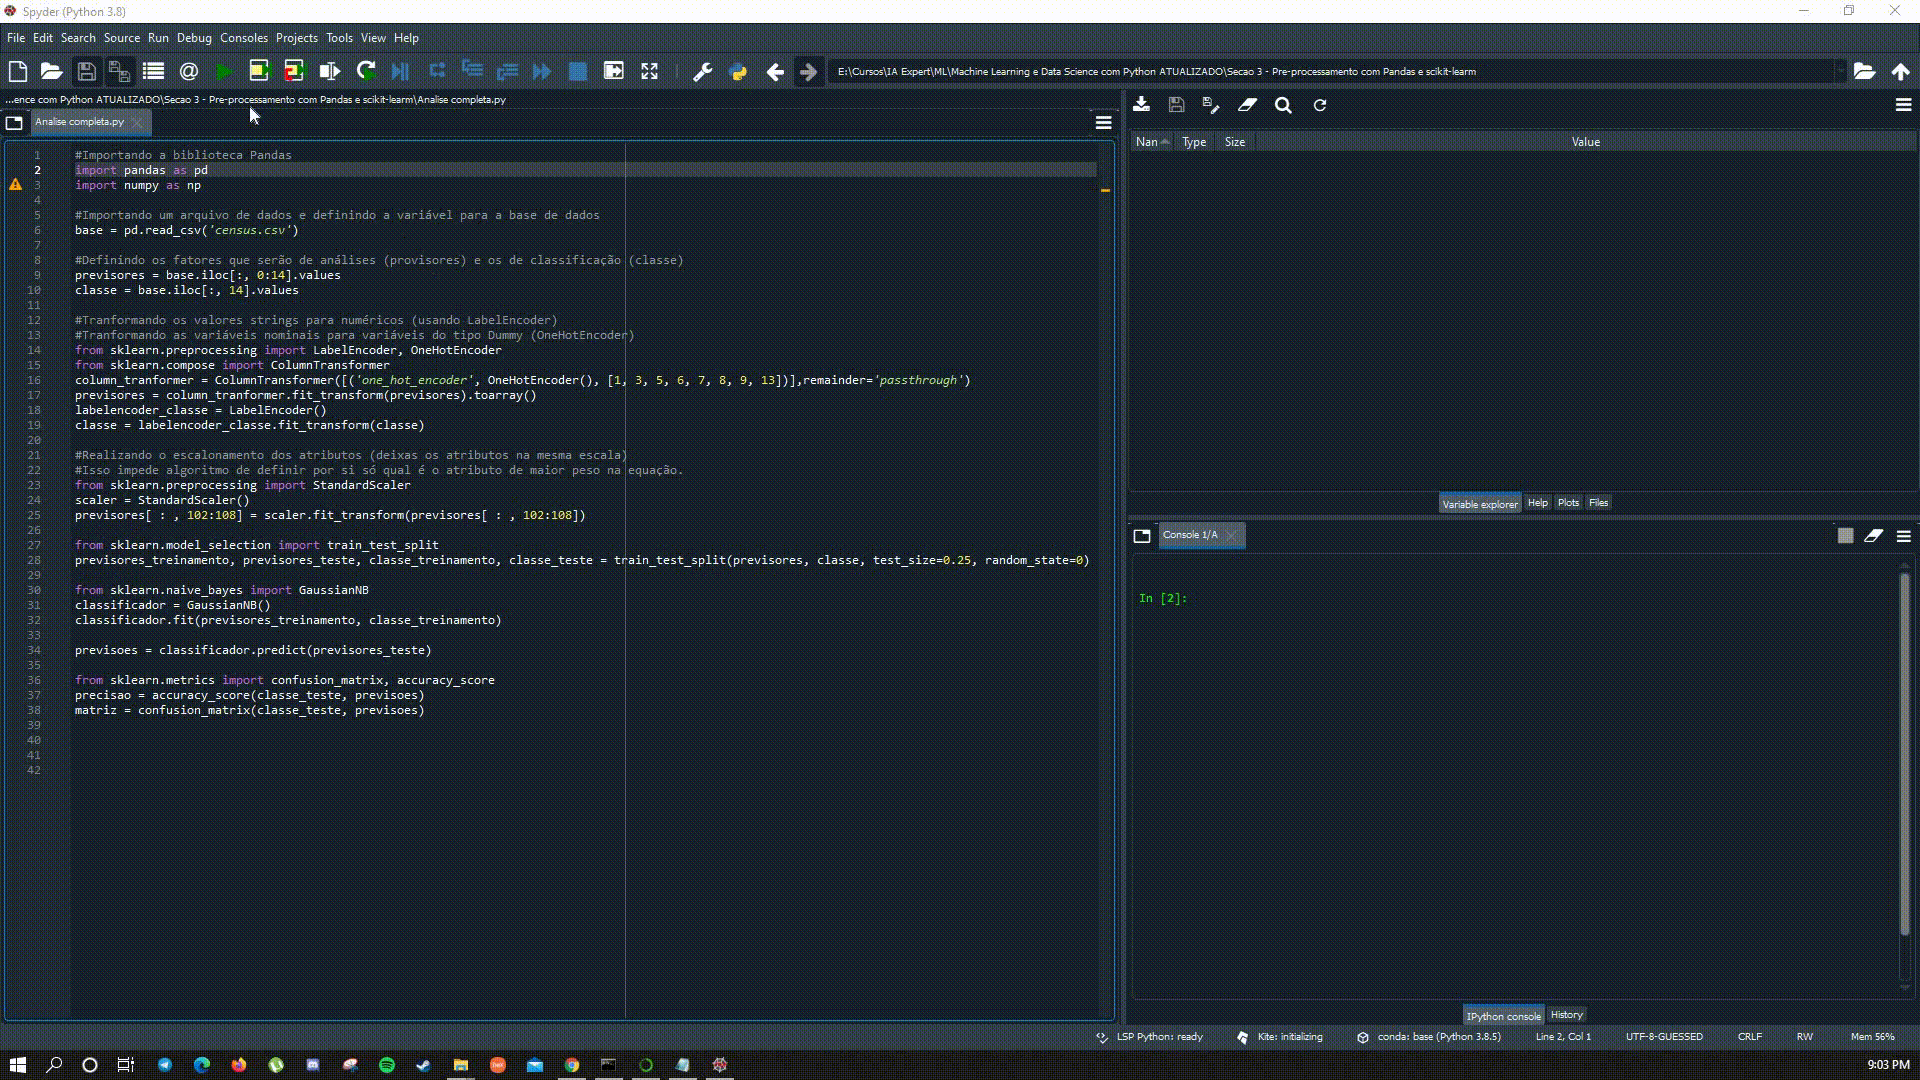 Spyder (Python 3.8)
File Edit Search Source Run Debug Consoles Projects Tools View Help
E:\Cursos\IA Expert\ML\Machine Learning e Data Science com Python ATUALIZADO\Secao 3 - Pre-processamento com Pandas e scikit-learm
...ence com Python ATUALIZADO\Secao 3 - Pre-processamento com Pandas e scikit-learm\Analise completa.py
Analise completa.py
1 #Importando a biblioteca Pandas
2 import pandas as pd
3 import numpy as np
4
5 #Importando um arquivo de dados e definindo a variável para a base de dados
6 base = pd.read_csv('census.csv')
7
8 #Definindo os fatores que serão de análises (provisores) e os de classificação (classe)
9 previsores = base.iloc[:, 0:14].values
10 classe = base.iloc[:, 14].values
11
12 #Tranformando os valores strings para numéricos (usando LabelEncoder)
13 #Tranformando as variáveis nominais para variáveis do tipo Dummy (OneHotEncoder)
14 from sklearn.preprocessing import LabelEncoder, OneHotEncoder
15 from sklearn.compose import ColumnTransformer
16 column_tranformer = ColumnTransformer([('one_hot_encoder', OneHotEncoder(), [1, 3, 5, 6, 7, 8, 9, 13])],remainder='passthrough')
17 previsores = column_tranformer.fit_transform(previsores).toarray()
18 labelencoder_classe = LabelEncoder()
19 classe = labelencoder_classe.fit_transform(classe)
20
21 #Realizando o escalonamento dos atributos (deixas os atributos na mesma escala)
22 #Isso impede algoritmo de definir por si só qual é o atributo de maior peso na equação.
23 from sklearn.preprocessing import StandardScaler
24 scaler = StandardScaler()
25 previsores[ : , 102:108] = scaler.fit_transform(previsores[ : , 102:108])
26
27 from sklearn.model_selection import train_test_split
28 previsores_treinamento, previsores_teste, classe_treinamento, classe_teste = train_test_split(previsores, classe, test_size=0.25, random_state=0)
29
30 from sklearn.naive_bayes import GaussianNB
31 classificador = GaussianNB()
32 classificador.fit(previsores_treinamento, classe_treinamento)
33
34 previsoes = classificador.predict(previsores_teste)
35
36 from sklearn.metrics import confusion_matrix, accuracy_score
37 precisao = accuracy_score(classe_teste, previsoes)
38 matriz = confusion_matrix(classe_teste, previsoes)
39
40
41
42
Nan Type Size Value
Variable explorer Help Plots Files
Console 1/A
In [2]:
IPython console History
LSP Python: ready Kite: initializing conda: base (Python 3.8.5) Line 2, Col 1 UTF-8-GUESSED CRLF RW Mem 56%
9:03 PM